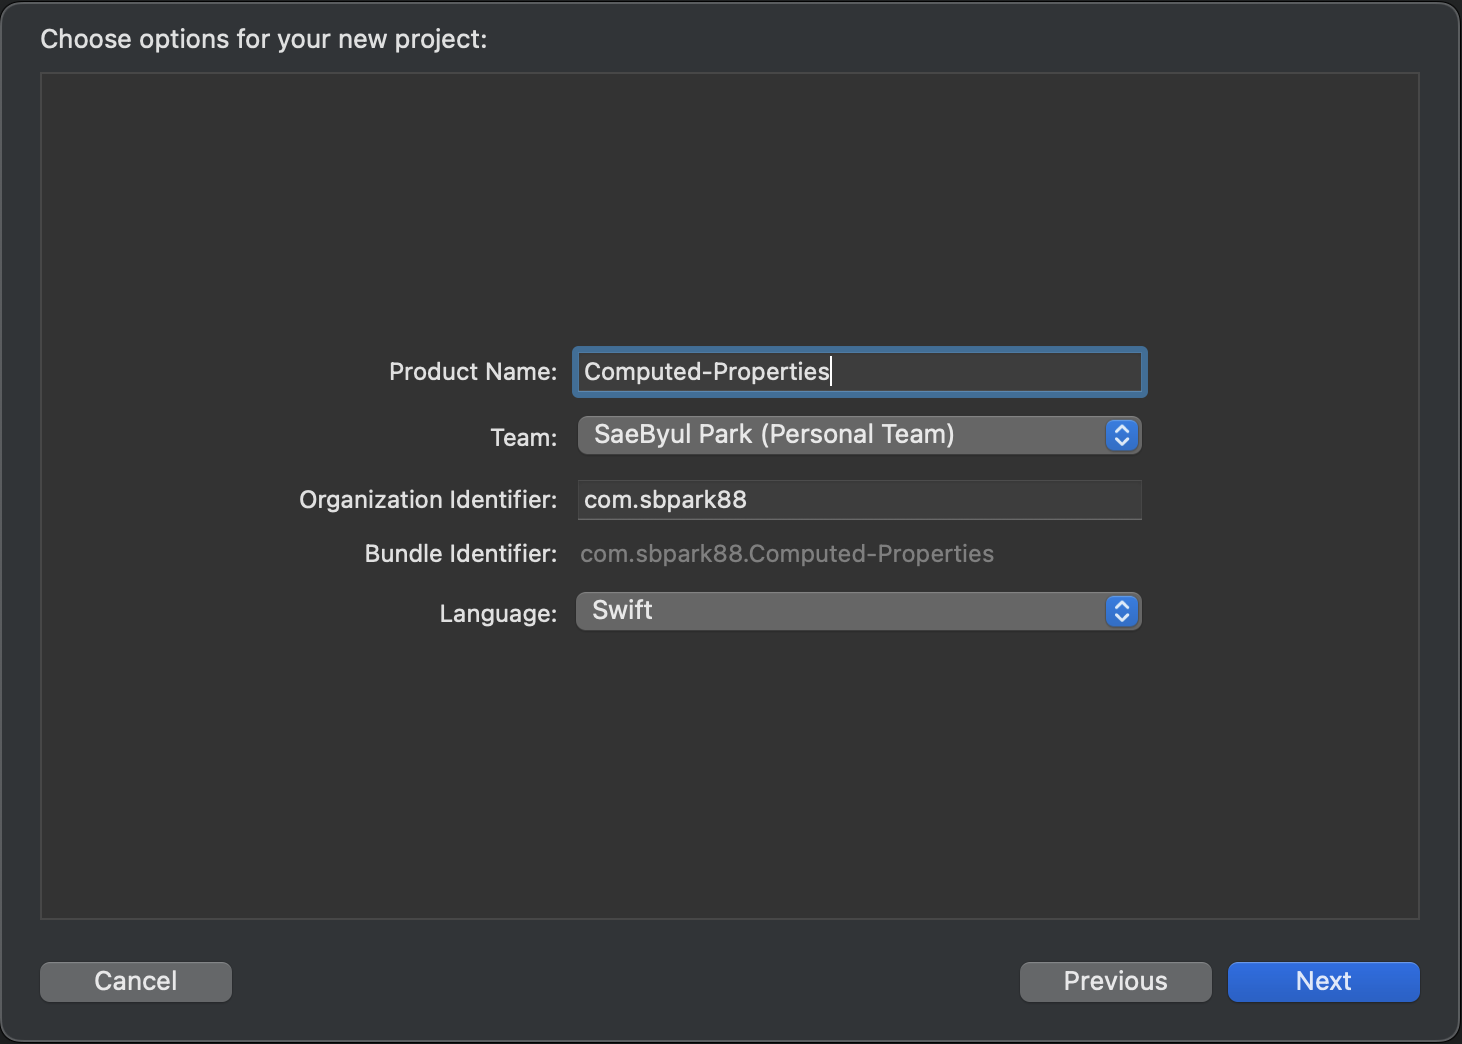 Choose options for your new project:
Product Name: Computed-Properties
Team: SaeByul Park (Personal Team)
Organization Identifier: com.sbpark88
Bundle Identifier: com.sbpark88.Computed-Properties
Language: Swift
Cancel Previous Next